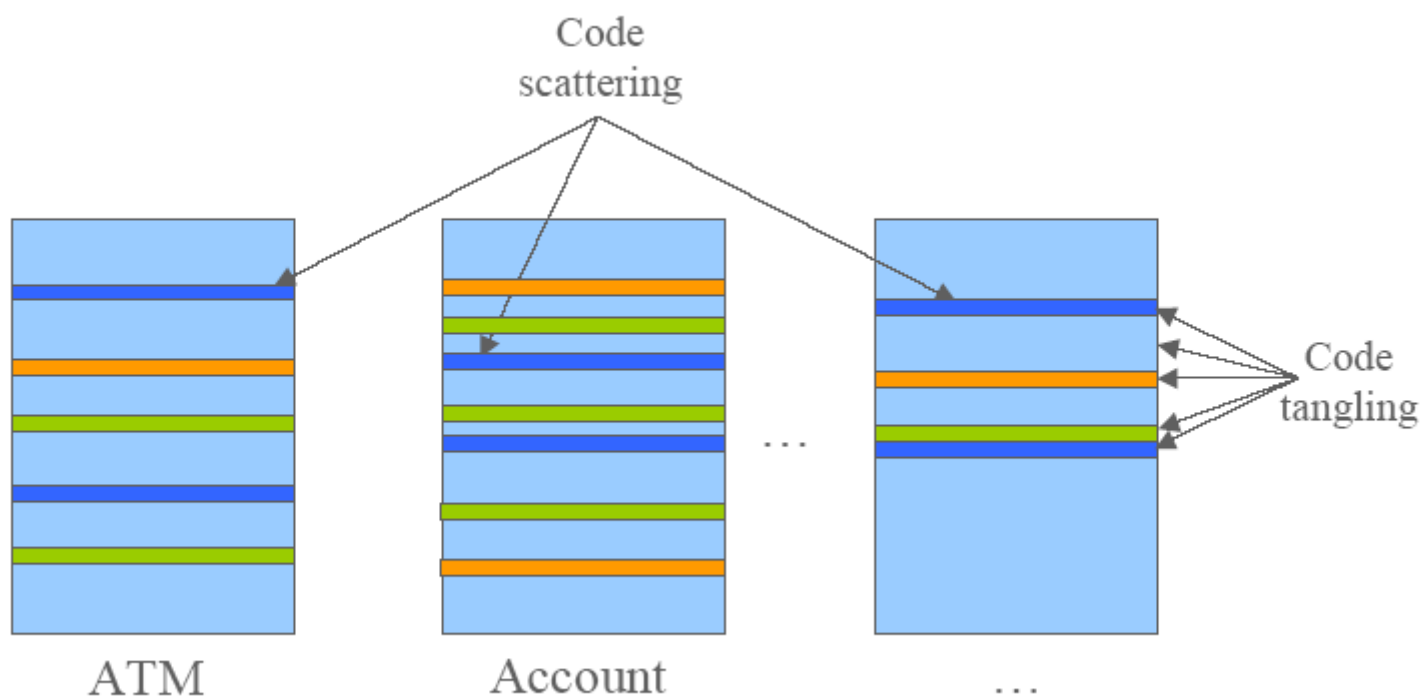 Code
scattering
Code
tangling
...
ATM
Account
...